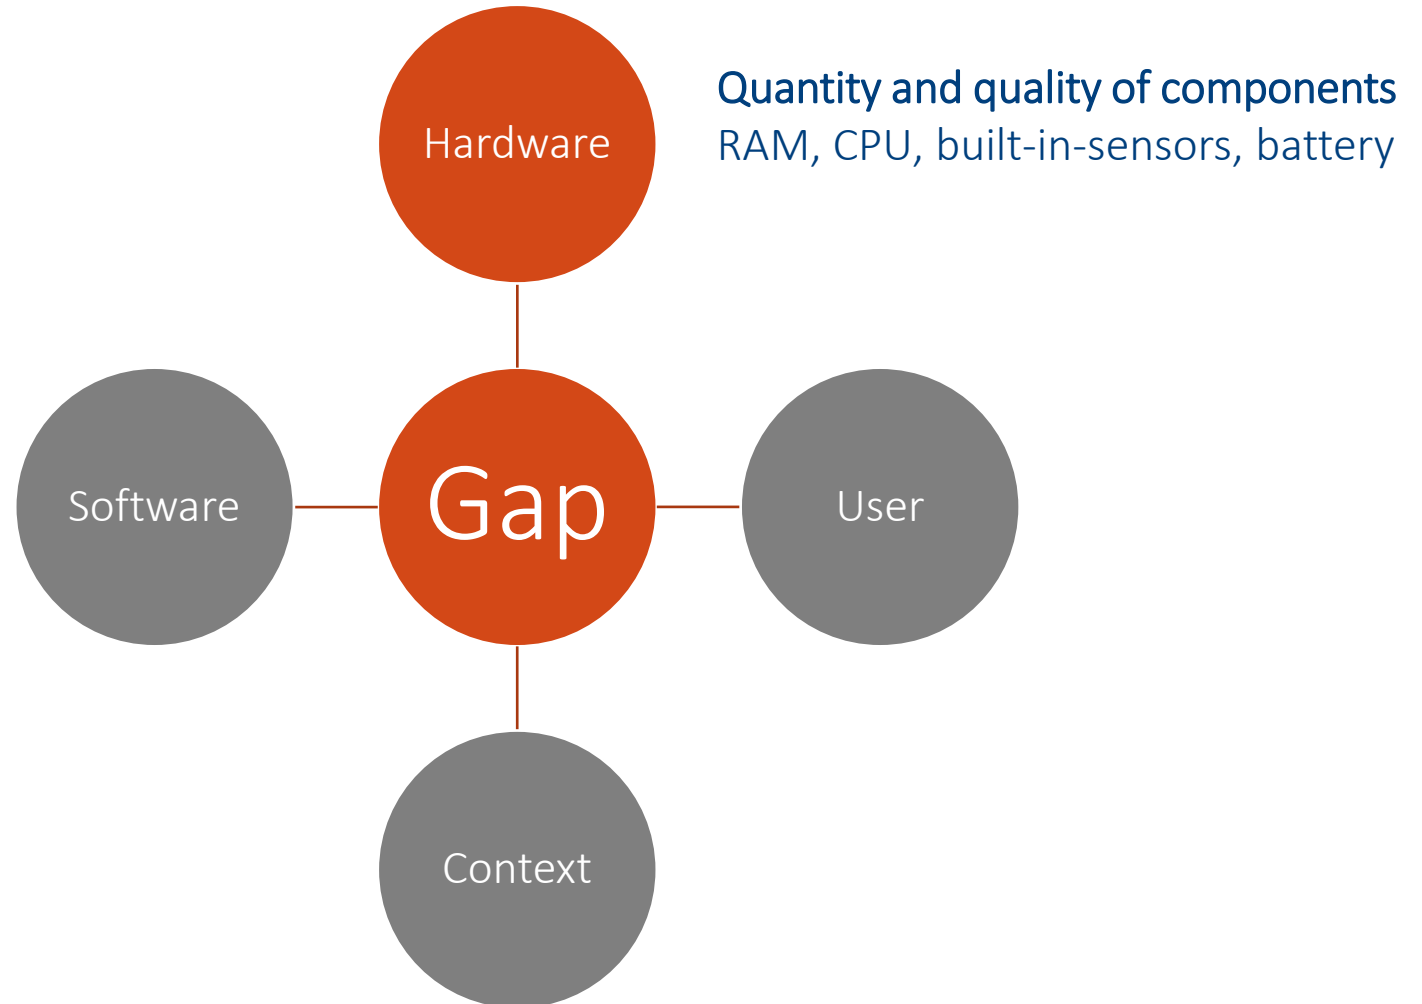 Hardware
Quantity and quality of components
RAM, CPU, built-in-sensors, battery
Software
Gap
User
Context